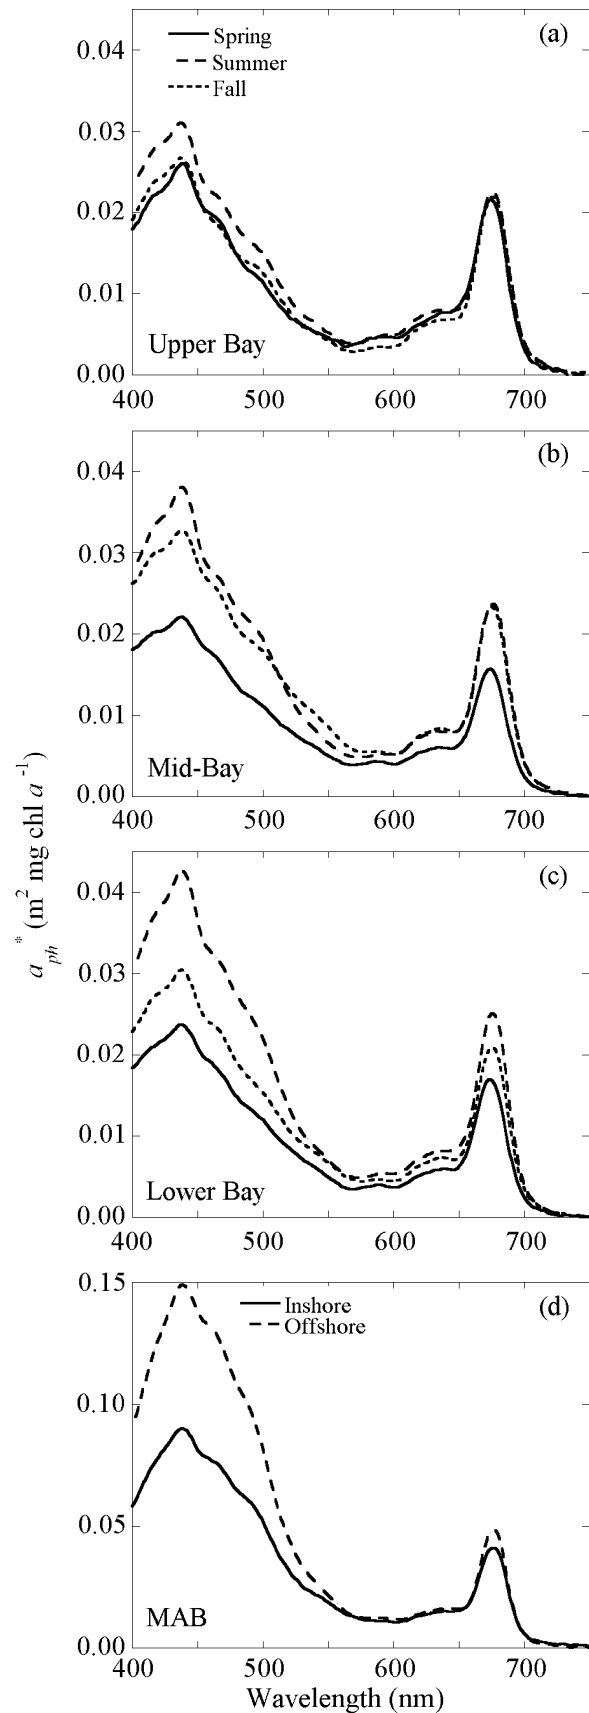 (a)
Spring
Summer
Fall
0.04
0.03
0.02
0.01
0.00
Upper Bay
400 500 600 700
(b)
0.04
0.03
0.02
0.01
0.00
Mid-Bay
400 500 600 700
a ph * (m² mg chl a ⁻¹)
(c)
0.04
0.03
0.02
0.01
0.00
Lower Bay
400 500 600 700
(d)
Inshore
Offshore
0.15
0.10
0.05
0.00
MAB
400 500 600 700
Wavelength (nm)